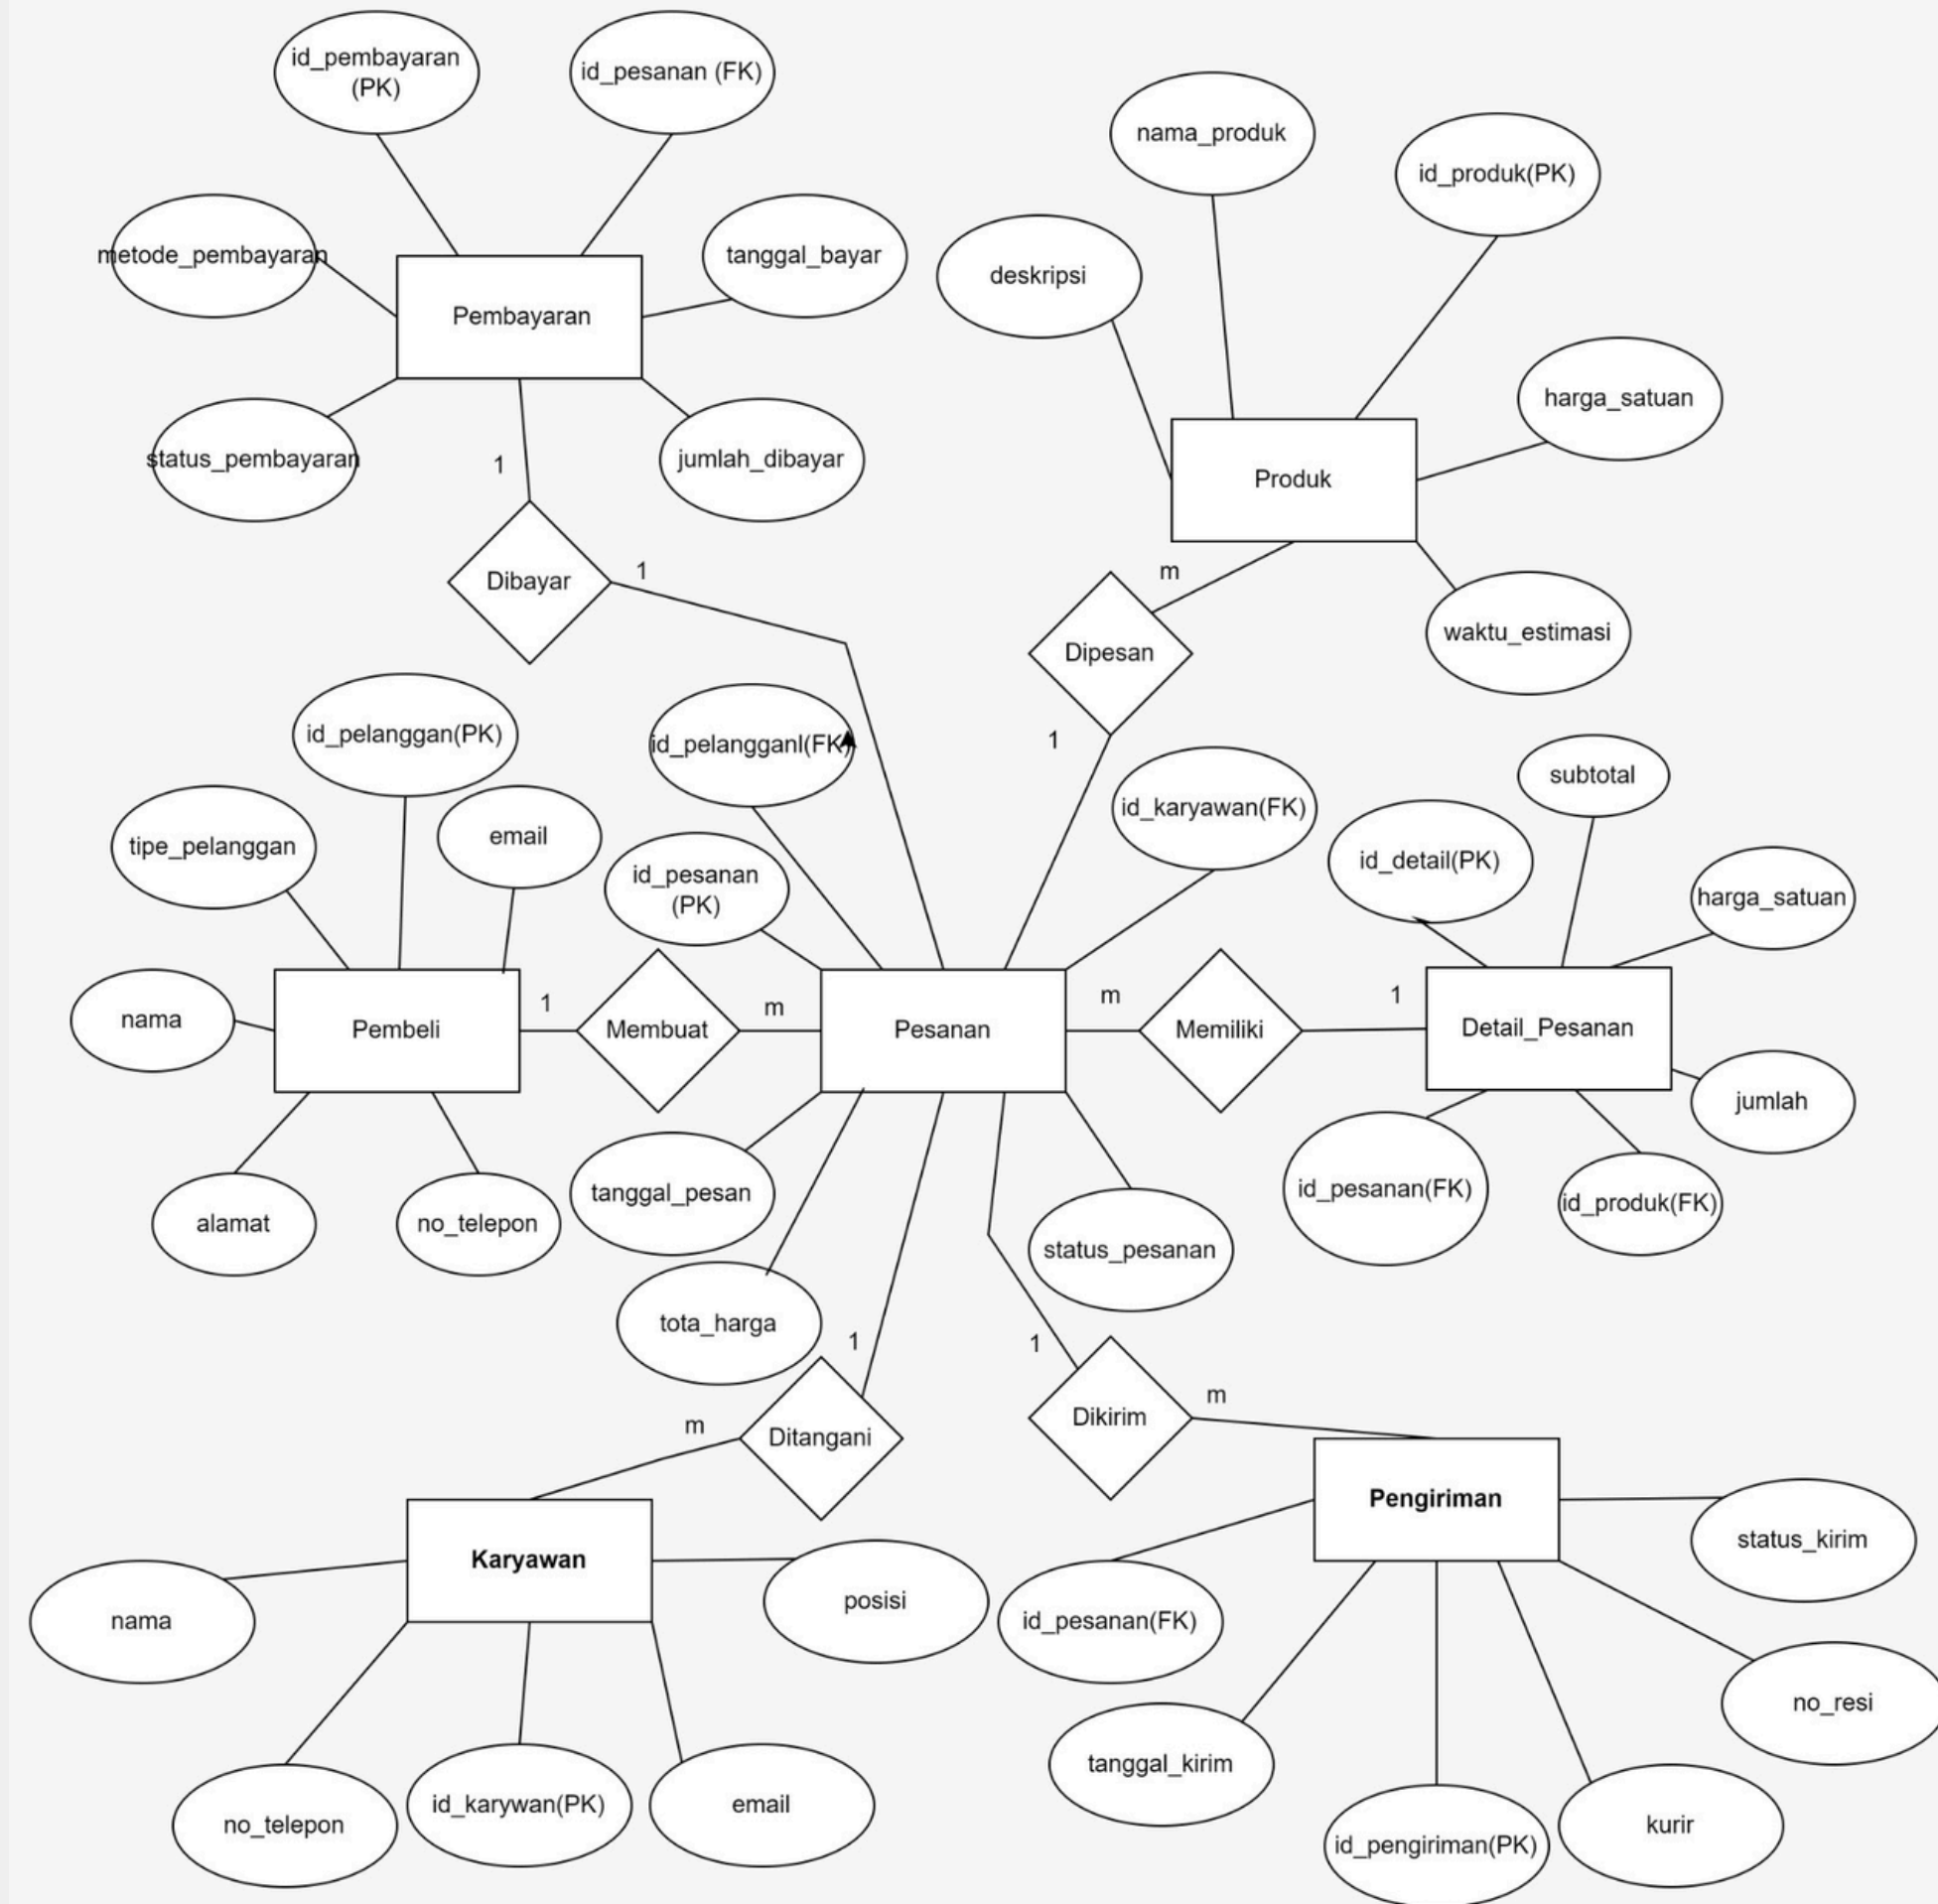 id_pembayaran
(PK)
id_pesanan (FK)
nama_produk
id_produk(PK)
metode_pembayaran
tanggal_bayar
deskripsi
Pembayaran
harga_satuan
status_pembayaran
jumlah_dibayar
1
Produk
Dibayar
1
m
waktu_estimasi
Dipesan
id_pelanggan(PK)
id_pelangganl(FK)
1
subtotal
tipe_pelanggan
email
id_karyawan(FK)
id_detail(PK)
id_pesanan
(PK)
harga_satuan
nama
Pembeli
1
Membuat
m
Pesanan
m
Memiliki
1
Detail_Pesanan
jumlah
tanggal_pesan
id_pesanan(FK)
id_produk(FK)
alamat
no_telepon
status_pesanan
tota_harga
1
1
m
Ditangani
Dikirim
m
Pengiriman
Karyawan
status_kirim
nama
posisi
id_pesanan(FK)
no_resi
tanggal_kirim
no_telepon
id_karywan(PK)
email
id_pengiriman(PK)
kurir